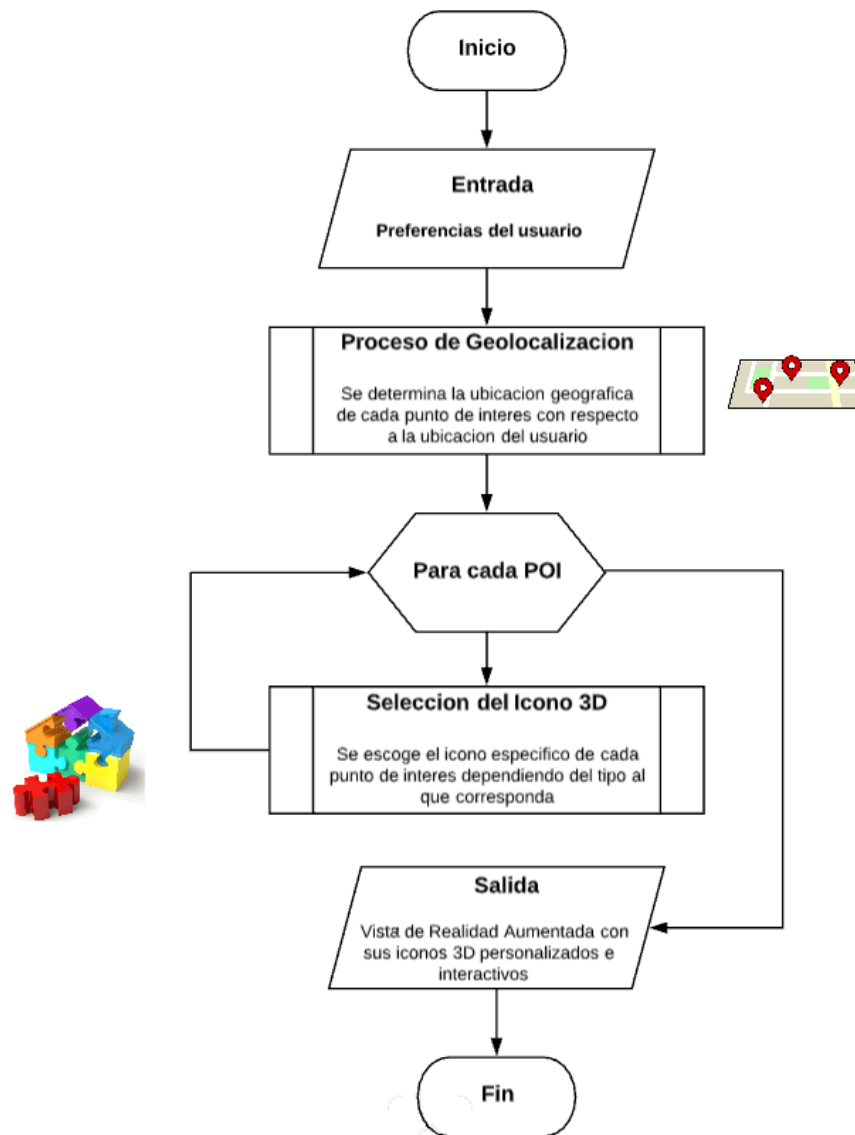 Inicio
Entrada
Preferencias del usuario
Proceso de Geolocalizacion
Se determina la ubicacion geografica
de cada punto de interes con respecto
a la ubicacion del usuario
Para cada POI
Seleccion del Icono 3D
Se escoge el icono especifico de cada
punto de interes dependiendo del tipo al
que corresponda
Salida
Vista de Realidad Aumentada con
sus iconos 3D personalizados e
interactivos
Fin